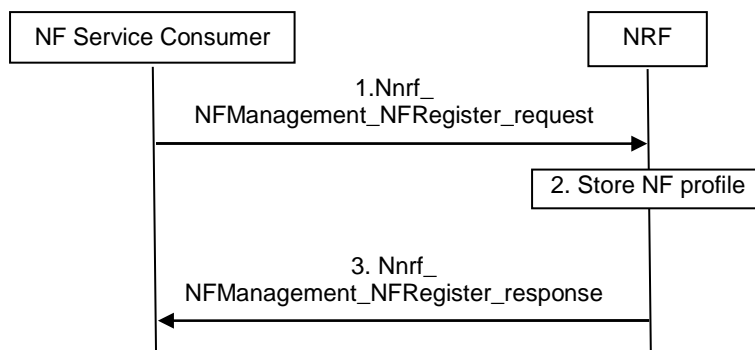 NF Service Consumer
NRF
1.Nnrf_
NFManagement_NFRegister_request
2. Store NF profile
3. Nnrf_
NFManagement_NFRegister_response